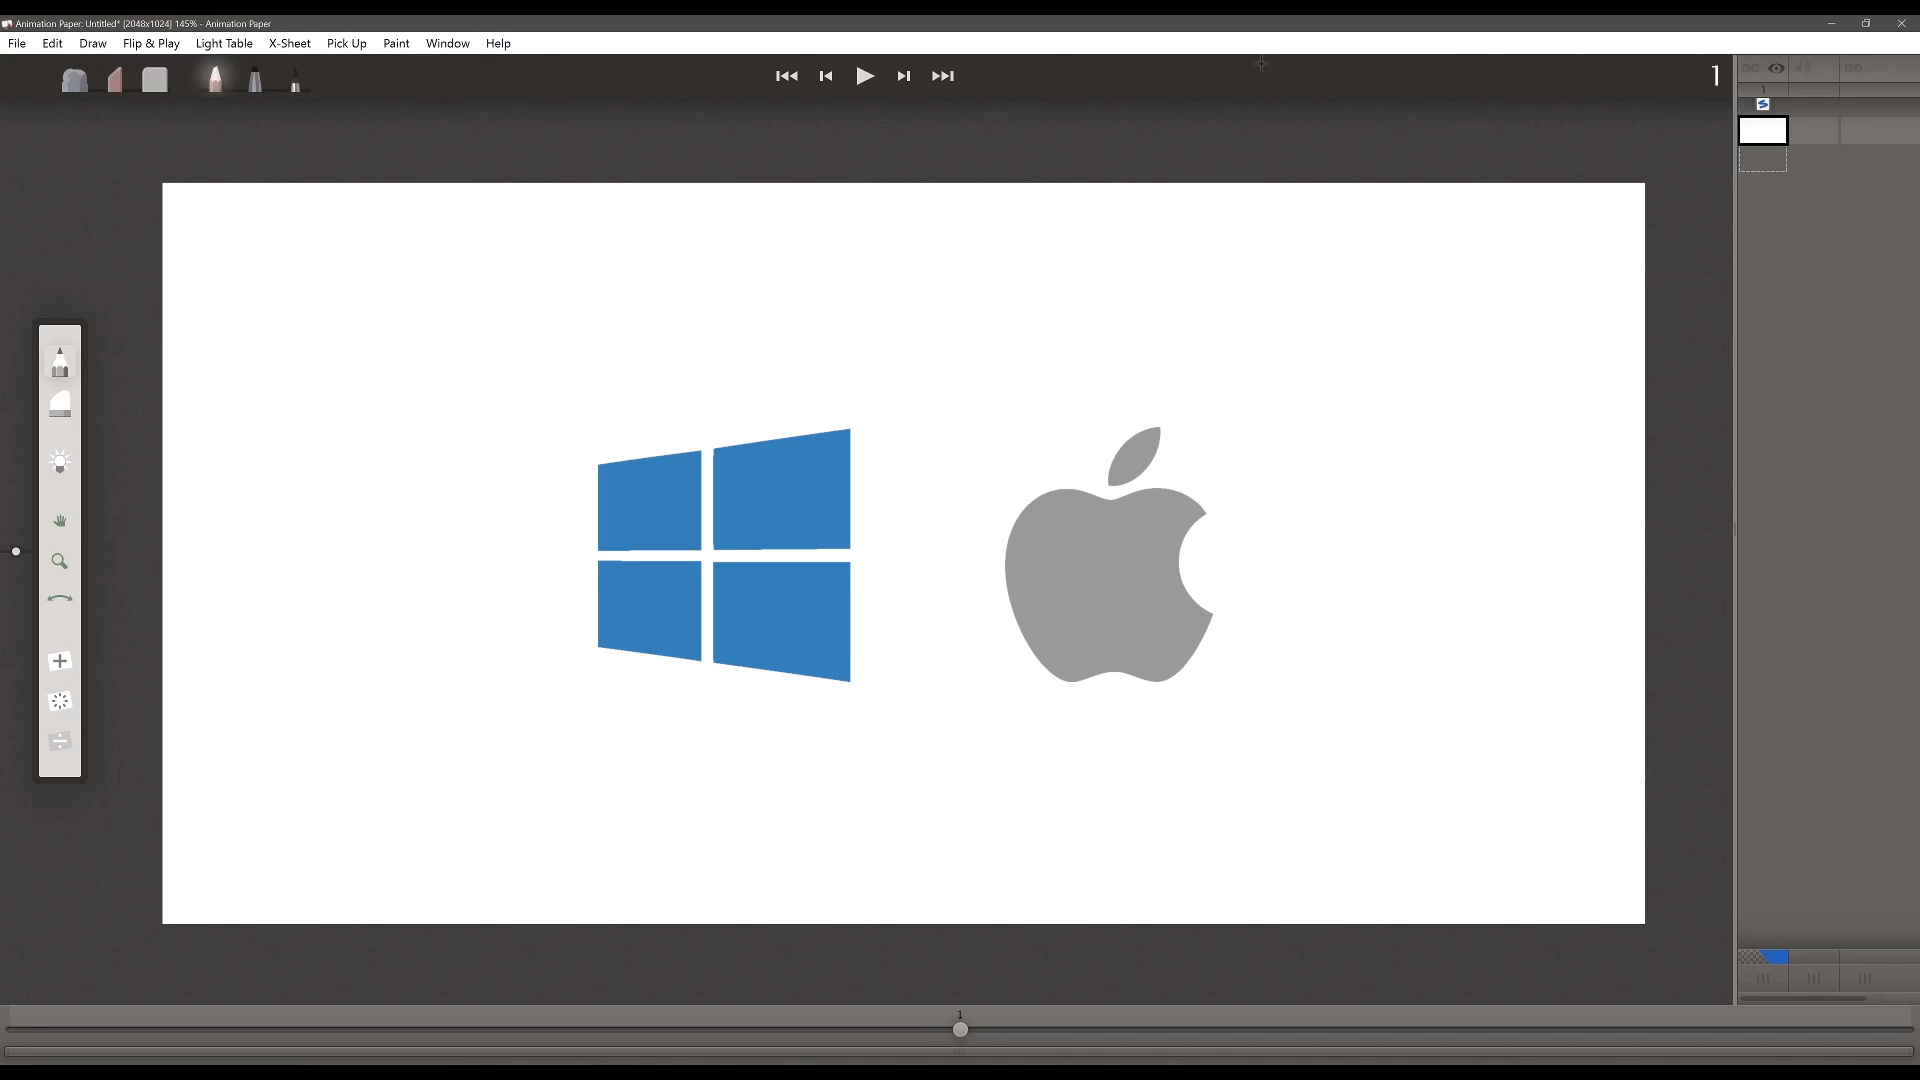 Animation Paper: Untitled* [2048x1024] 145% - Animation Paper
File Edit Draw Flip & Play Light Table X-Sheet Pick Up Paint Window Help
1
1
1